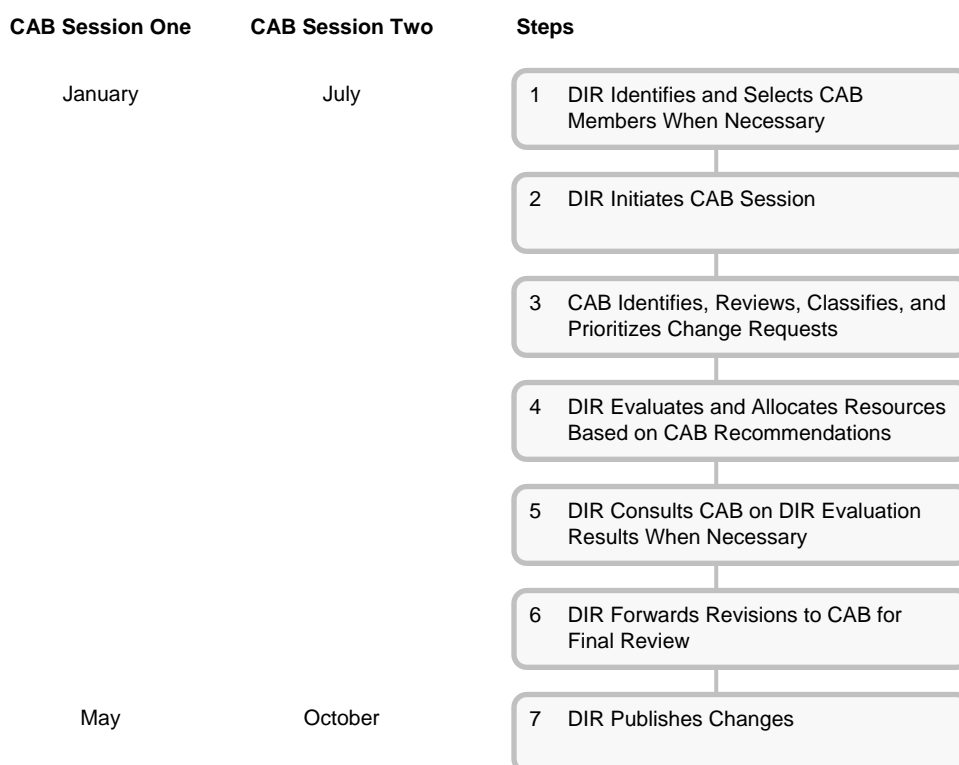 CAB Session One CAB Session Two Steps
January July 1 DIR Identifies and Selects CAB
Members When Necessary
2 DIR Initiates CAB Session
3 CAB Identifies, Reviews, Classifies, and
Prioritizes Change Requests
4 DIR Evaluates and Allocates Resources
Based on CAB Recommendations
5 DIR Consults CAB on DIR Evaluation
Results When Necessary
6 DIR Forwards Revisions to CAB for
Final Review
May October 7 DIR Publishes Changes